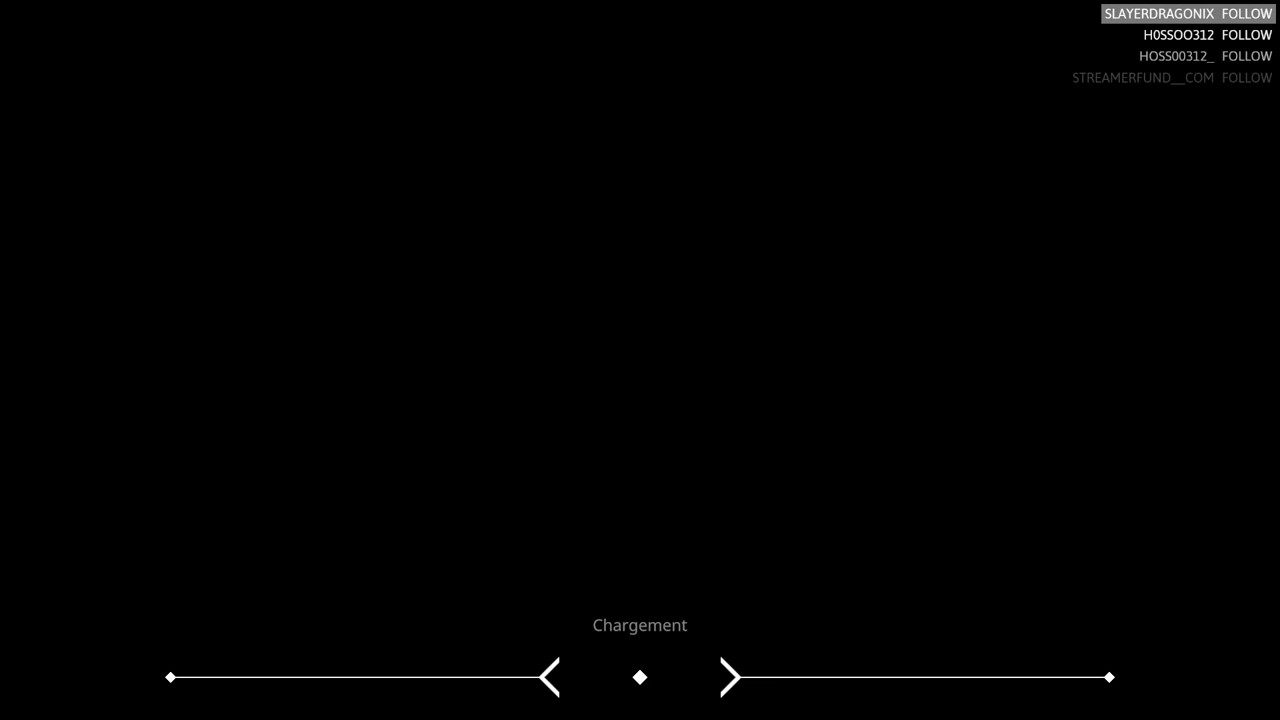 SLAYERDRAGONIX FOLLOW
H0SSOO312 FOLLOW
HOSS00312_ FOLLOW
STREAMERFUND__COM FOLLOW
Chargement